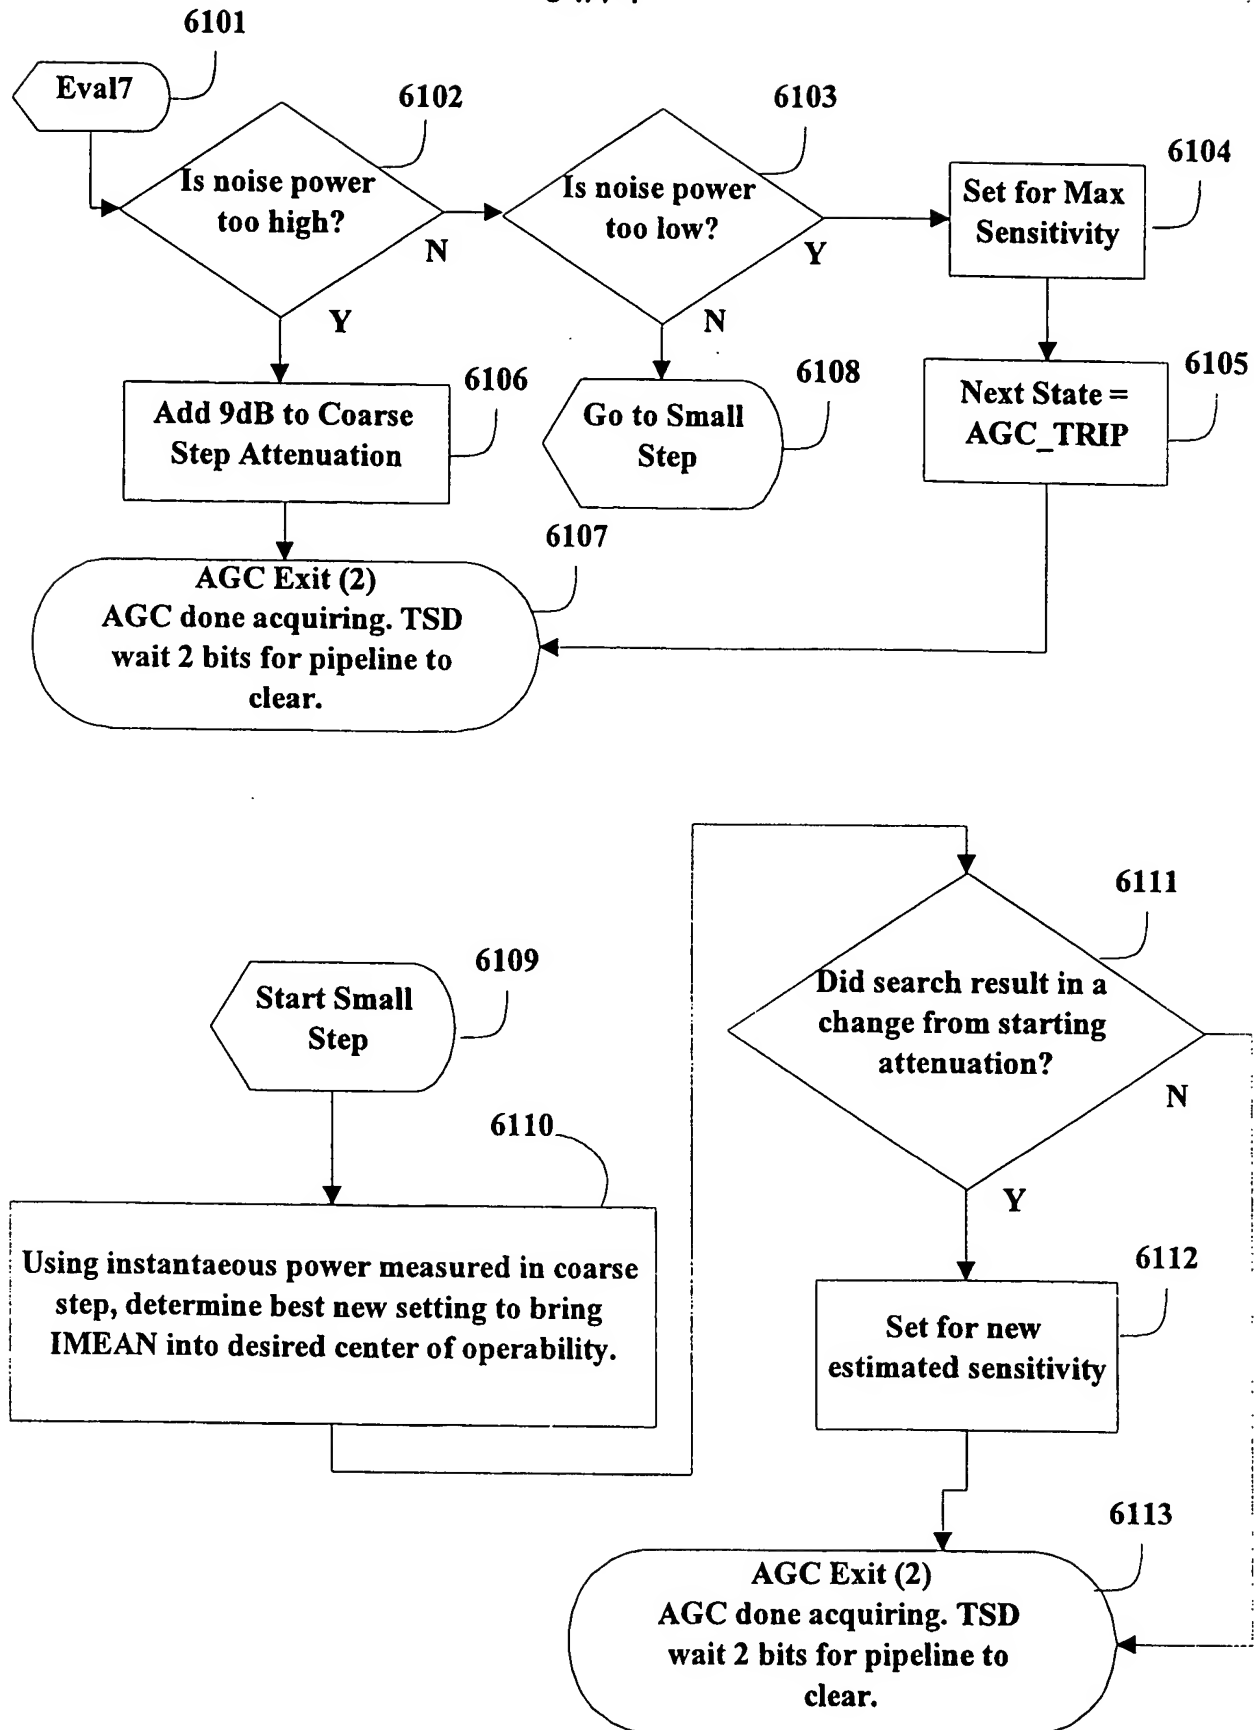 6101
Eval7
6102
Is noise power
too high?
N
Y
6103
Is noise power
too low?
Y
N
6104
Set for Max
Sensitivity
6105
Next State =
AGC_TRIP
6106
Add 9dB to Coarse
Step Attenuation
6108
Go to Small
Step
6107
AGC Exit (2)
AGC done acquiring. TSD
wait 2 bits for pipeline to
clear.
6109
Start Small
Step
6110
Using instantaeous power measured in coarse
step, determine best new setting to bring
IMEAN into desired center of operability.
6111
Did search result in a
change from starting
attenuation?
N
Y
6112
Set for new
estimated sensitivity
6113
AGC Exit (2)
AGC done acquiring. TSD
wait 2 bits for pipeline to
clear.